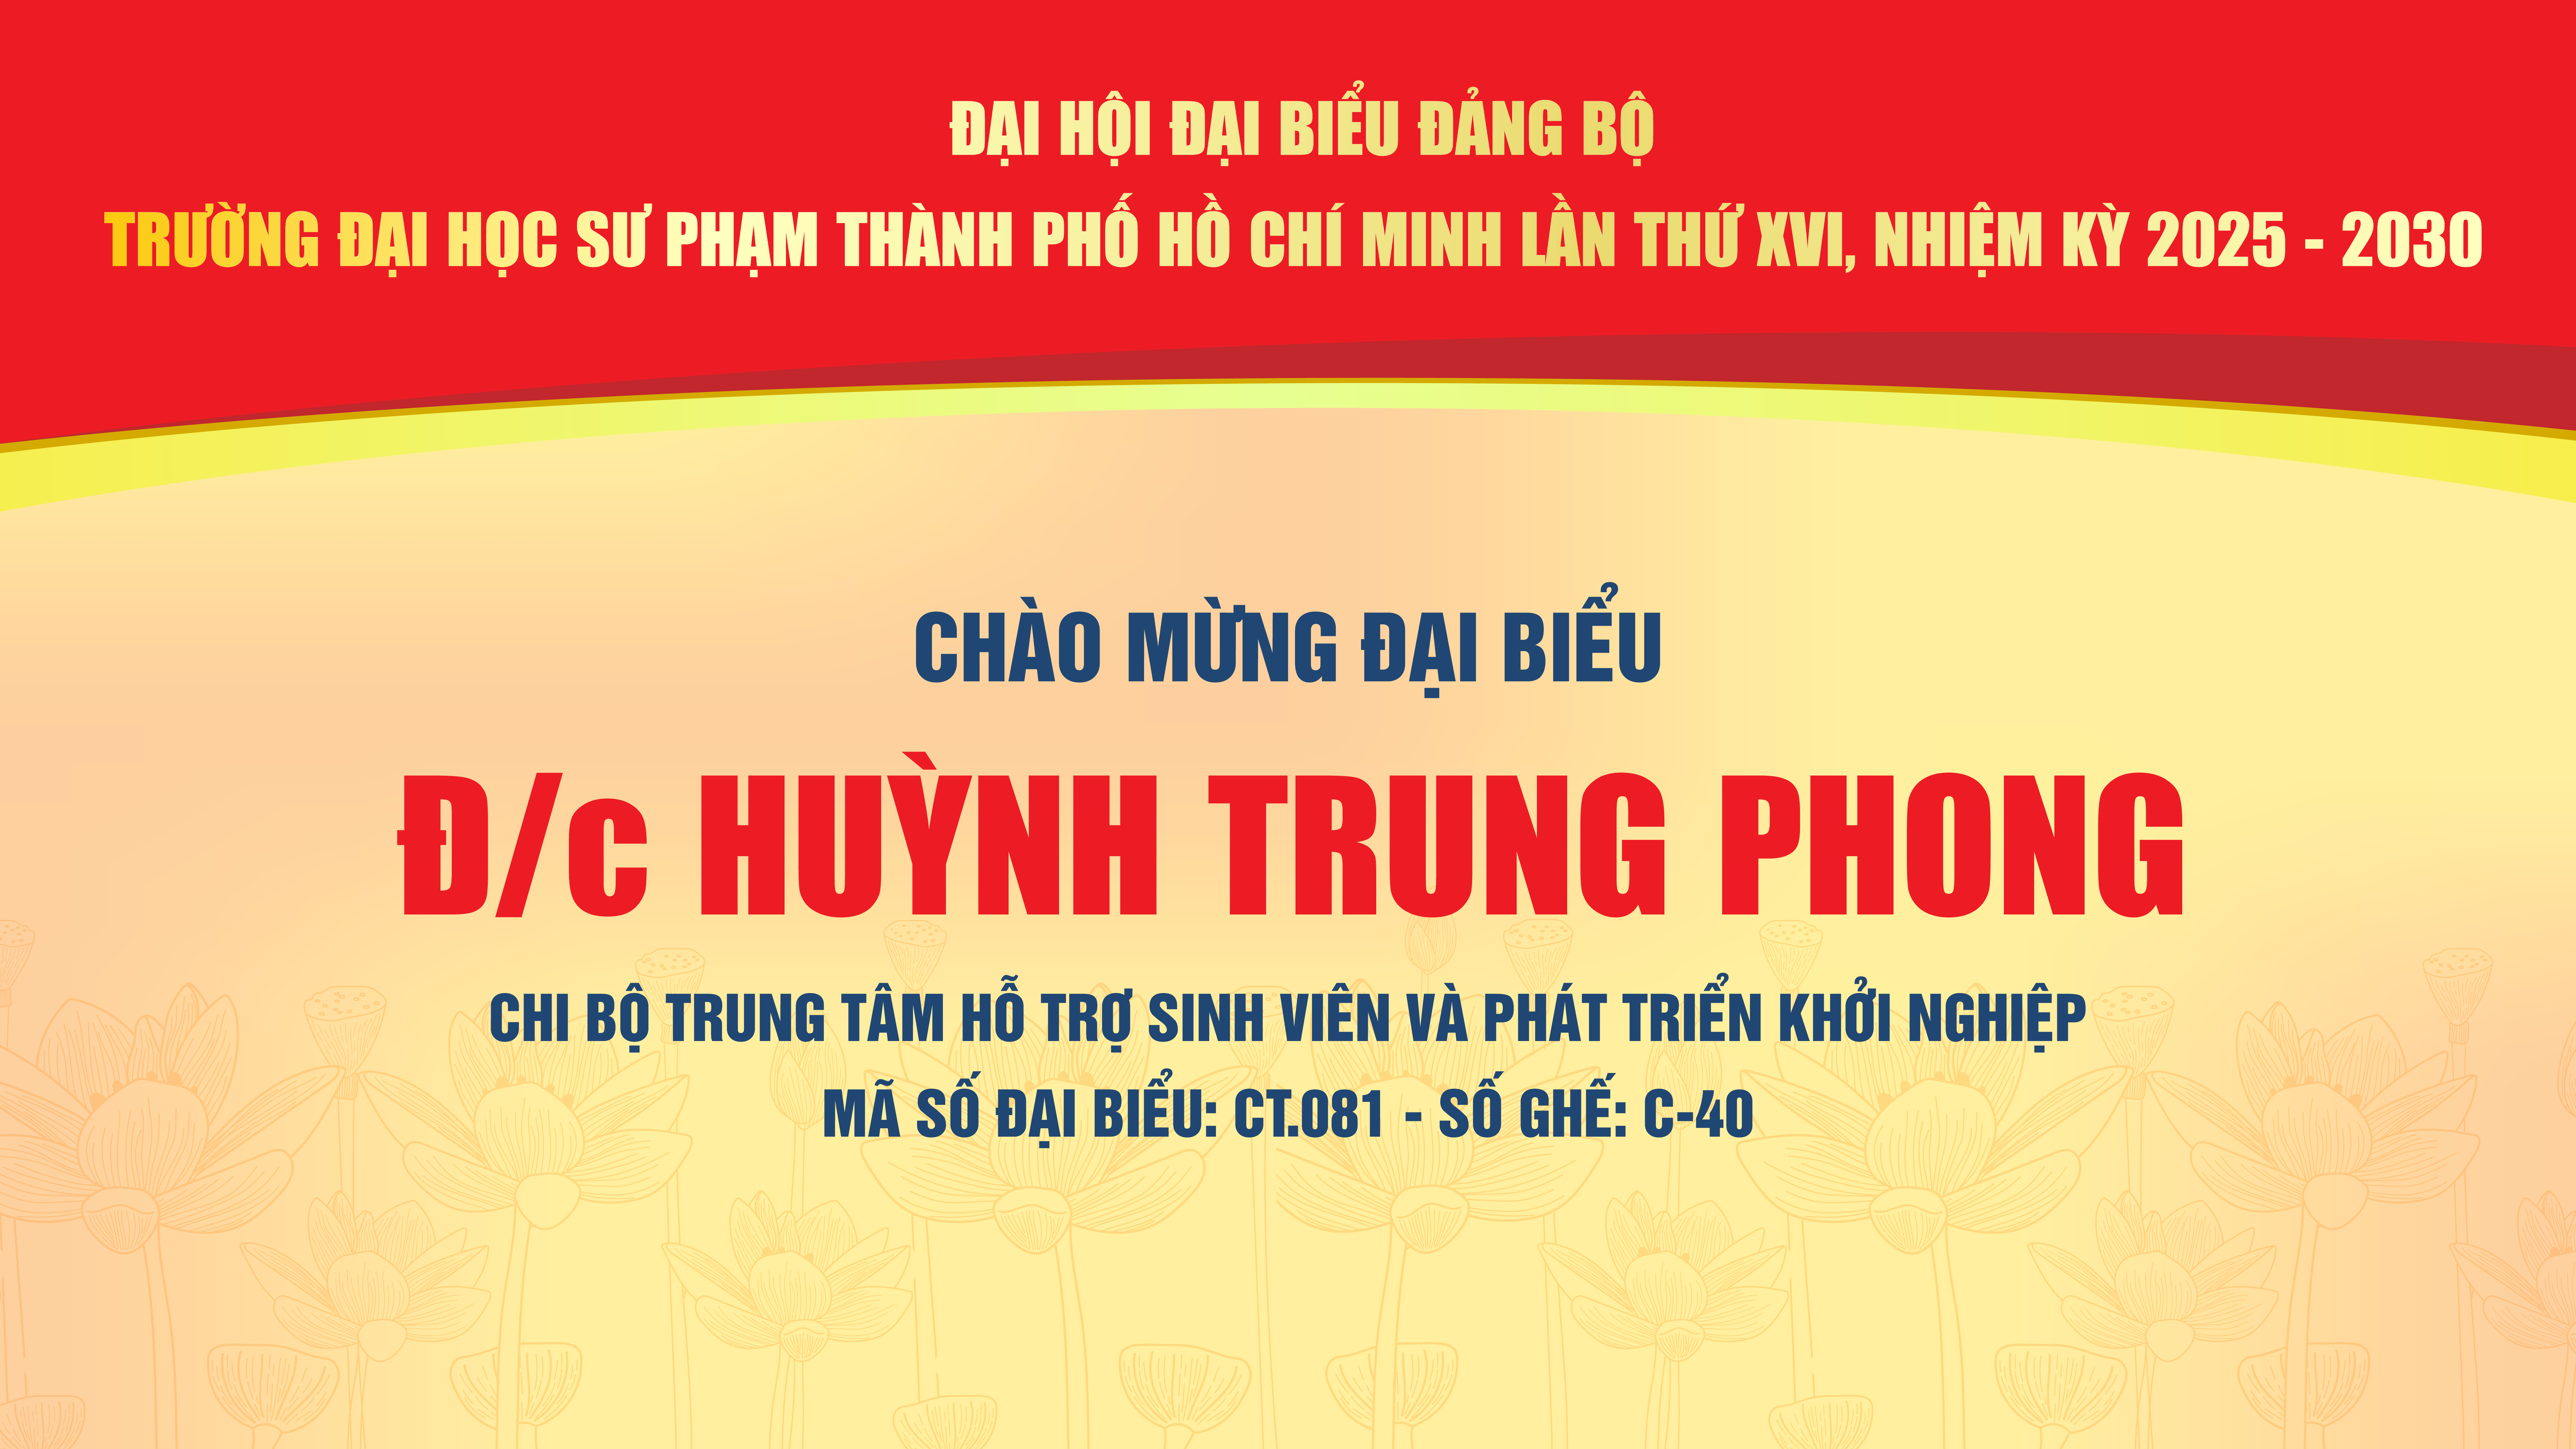 ĐẠI HỘI ĐẠI BIỂU ĐẢNG BỘ
TRƯỜNG ĐẠI HỌC SƯ PHẠM THÀNH PHỐ HỒ CHÍ MINH LẦN THỨ XVI, NHIỆM KỲ 2025 - 2030
CHÀO MỪNG ĐẠI BIỂU
Đ/c HUỲNH TRUNG PHONG
CHI BỘ TRUNG TÂM HỖ TRỢ SINH VIÊN VÀ PHÁT TRIỂN KHỞI NGHIỆP
MÃ SỐ ĐẠI BIỂU: CT.081 - SỐ GHẾ: C-40